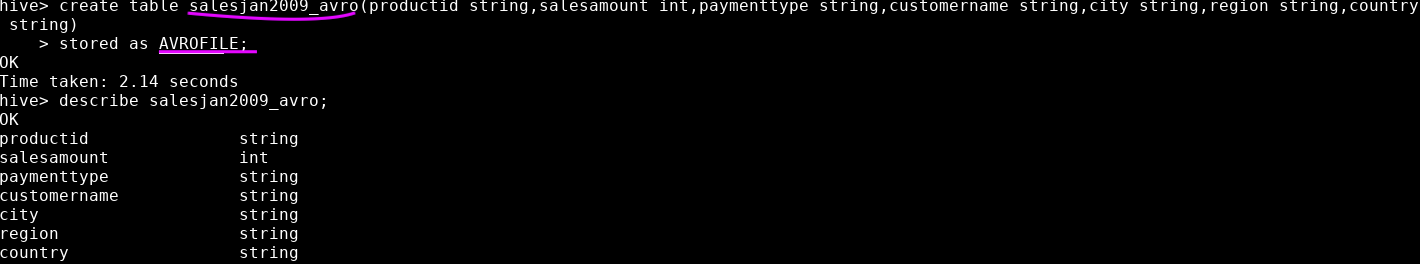 hive> create table salesjan2009_avro(productid string,salesamount int,paymenttype string,customername string,city string,region string,country
 string)
    > stored as AVROFILE;
OK
Time taken: 2.14 seconds
hive> describe salesjan2009_avro;
OK
productid               string
salesamount             int
paymenttype             string
customername            string
city                    string
region                  string
country                 string